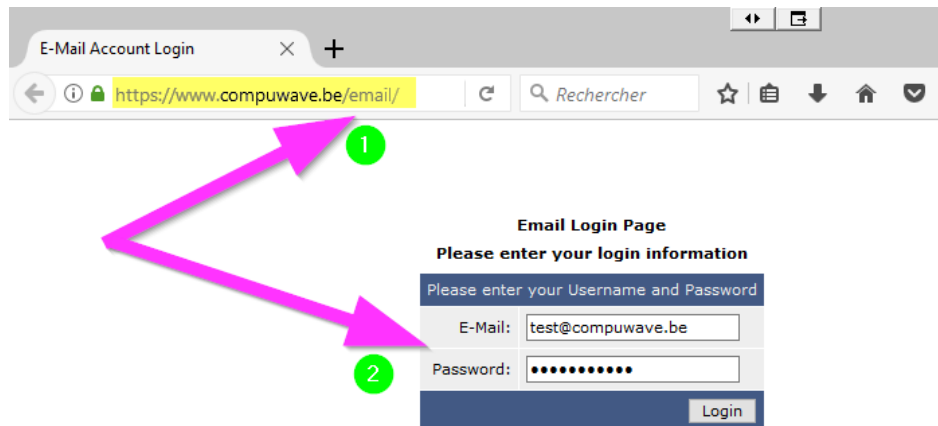 E-Mail Account Login
https://www.compuwave.be/email/
Rechercher
1
Email Login Page
Please enter your login information
Please enter your Username and Password
E-Mail: test@compuwave.be
2
Password: •••••••••••
Login